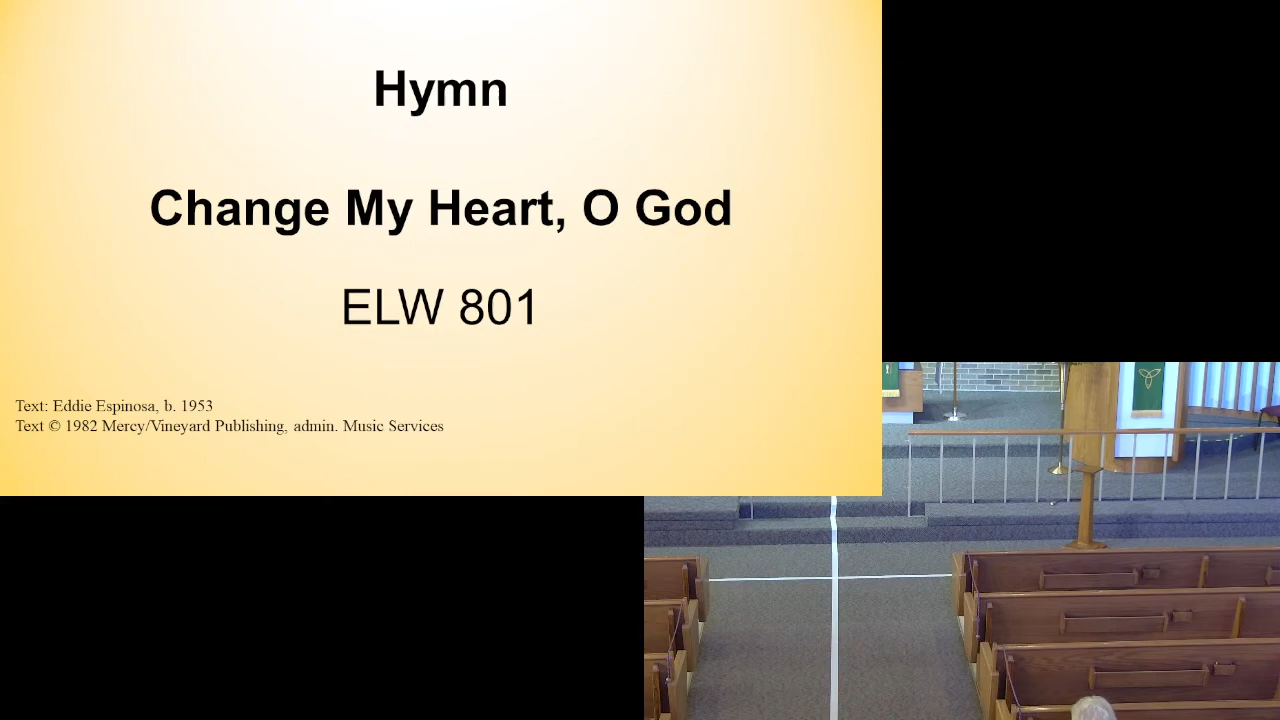 Hymn
Change My Heart, O God
ELW 801
Text: Eddie Espinosa, b. 1953
Text © 1982 Mercy/Vineyard Publishing, admin. Music Services